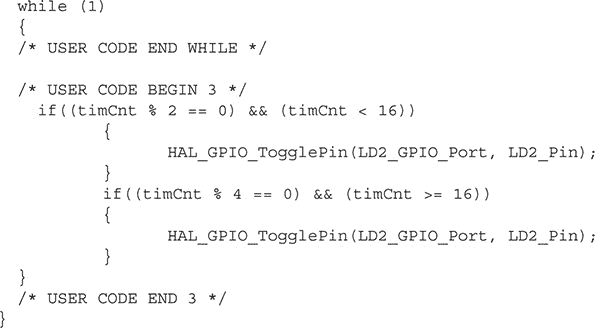 while (1)
{
/* USER CODE END WHILE */
/* USER CODE BEGIN 3 */
if((timCnt % 2 == 0) && (timCnt < 16))
{
HAL_GPIO_TogglePin(LD2_GPIO_Port, LD2_Pin);
}
if((timCnt % 4 == 0) && (timCnt >= 16))
{
HAL_GPIO_TogglePin(LD2_GPIO_Port, LD2_Pin);
}
}
/* USER CODE END 3 */
}